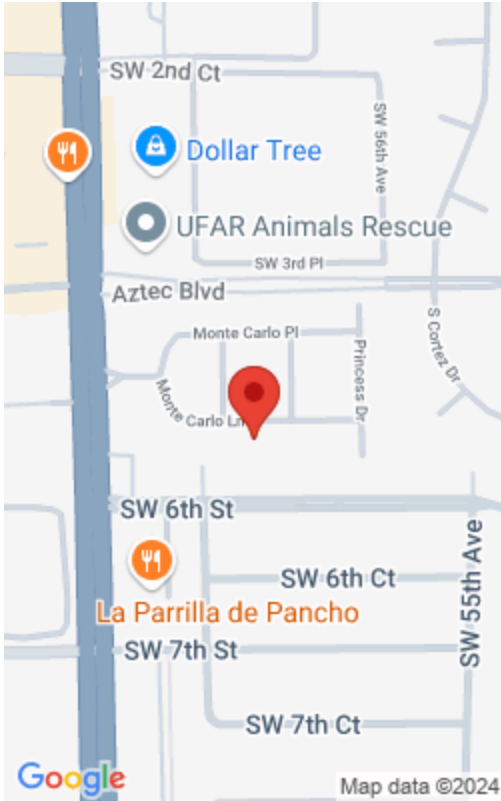 SW 2nd Ct
SW 56th Ave
Dollar Tree
UFAR Animals Rescue
SW 3rd Pl
Aztec Blvd
S Cortez Dr
Monte Carlo Pl
Princess Dr
Monte Carlo Ln
SW 6th St
SW 55th Ave
SW 6th Ct
La Parrilla de Pancho
SW 7th St
SW 7th Ct
Google
Map data ©2024